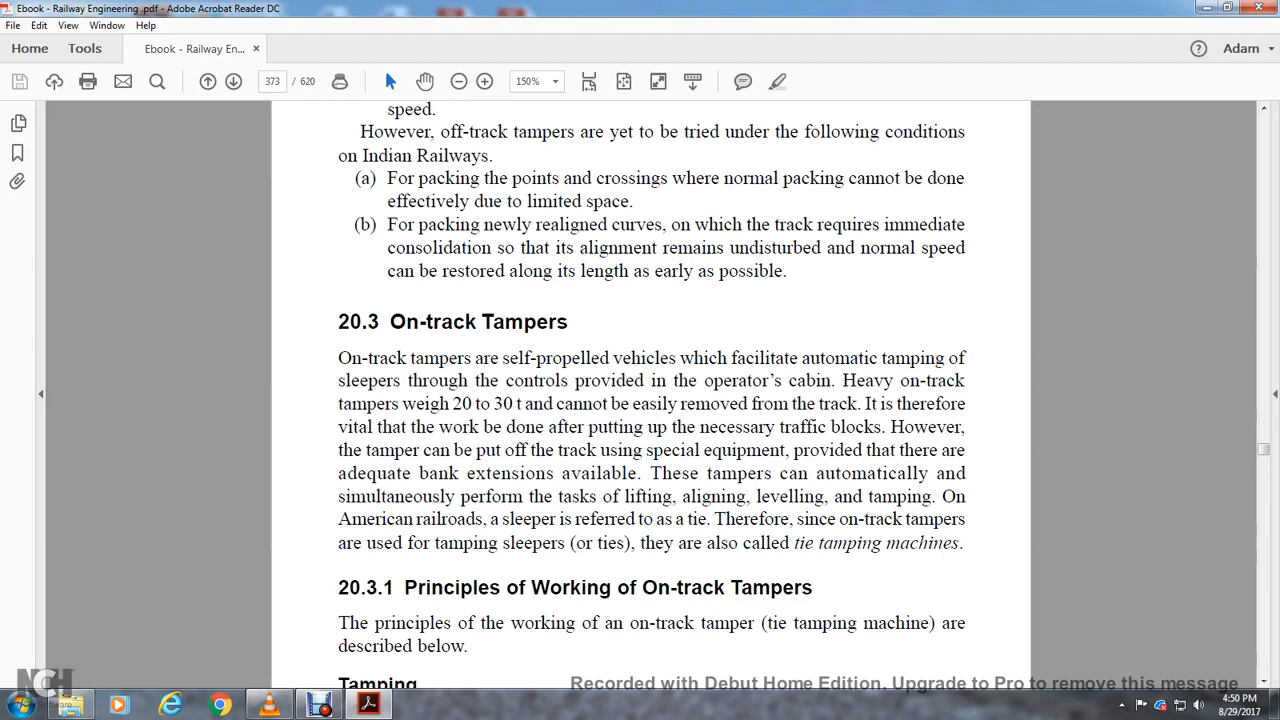 Ebook - Railway Engineering .pdf - Adobe Acrobat Reader DC
File Edit View Window Help
Home Tools Ebook - Railway En... × Adam
373 / 620 150%
speed.
However, off-track tampers are yet to be tried under the following conditions
on Indian Railways.
(a) For packing the points and crossings where normal packing cannot be done
effectively due to limited space.
(b) For packing newly realigned curves, on which the track requires immediate
consolidation so that its alignment remains undisturbed and normal speed
can be restored along its length as early as possible.
20.3 On-track Tampers
On-track tampers are self-propelled vehicles which facilitate automatic tamping of
sleepers through the controls provided in the operator's cabin. Heavy on-track
tampers weigh 20 to 30 t and cannot be easily removed from the track. It is therefore
vital that the work be done after putting up the necessary traffic blocks. However,
the tamper can be put off the track using special equipment, provided that there are
adequate bank extensions available. These tampers can automatically and
simultaneously perform the tasks of lifting, aligning, levelling, and tamping. On
American railroads, a sleeper is referred to as a tie. Therefore, since on-track tampers
are used for tamping sleepers (or ties), they are also called tie tamping machines.
20.3.1 Principles of Working of On-track Tampers
The principles of the working of an on-track tamper (tie tamping machine) are
described below.
Tamping
Recorded with Debut Home Edition. Upgrade to Pro to remove this message
NCH
Software
4:50 PM
8/29/2017